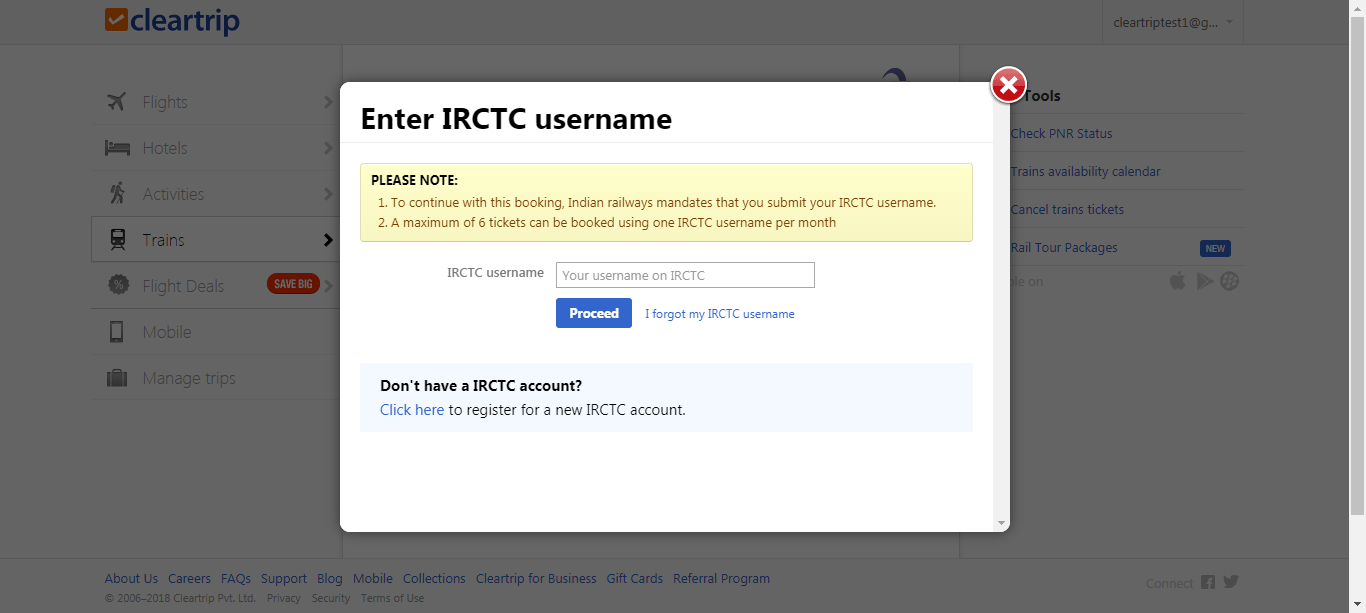 cleartrip
cleartriptest1@g...
Flights
Hotels
Activities
Trains
Flight Deals SAVE BIG
Mobile
Manage trips
Enter IRCTC username
PLEASE NOTE:
1. To continue with this booking, Indian railways mandates that you submit your IRCTC username.
2. A maximum of 6 tickets can be booked using one IRCTC username per month
IRCTC username Your username on IRCTC
Proceed I forgot my IRCTC username
Don't have a IRCTC account?
Click here to register for a new IRCTC account.
Tools
Check PNR Status
Trains availability calendar
Cancel trains tickets
Rail Tour Packages NEW
on
About Us Careers FAQs Support Blog Mobile Collections Cleartrip for Business Gift Cards Referral Program
© 2006–2018 Cleartrip Pvt. Ltd. Privacy Security Terms of Use
Connect